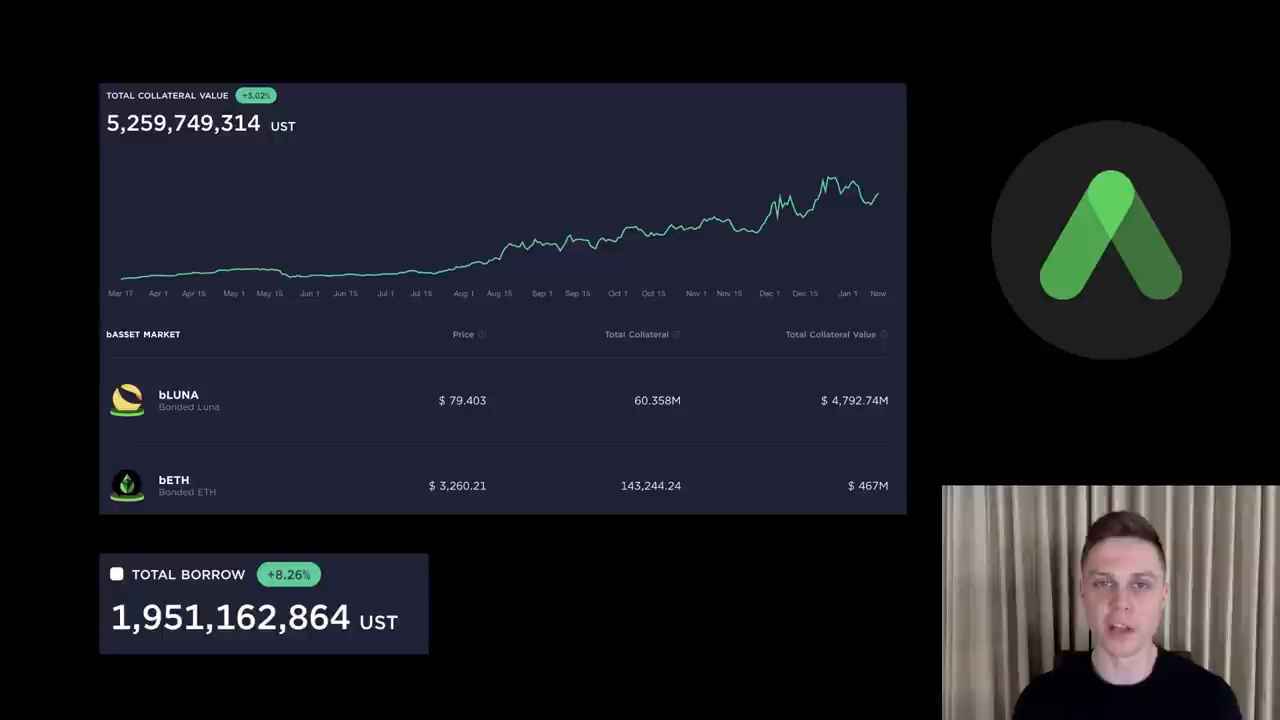 TOTAL COLLATERAL VALUE +3.02%
5,259,749,314 UST
Mar 17 Apr 1 Apr 15 May 1 May 15 Jun 1 Jun 15 Jul 1 Jul 15 Aug 1 Aug 15 Sep 1 Sep 15 Oct 1 Oct 15 Nov 1 Nov 15 Dec 1 Dec 15 Jan 1 Now
bASSET MARKET Price Total Collateral Total Collateral Value
bLUNA
Bonded Luna
$ 79.403 60.358M $ 4,792.74M
bETH
Bonded ETH
$ 3,260.21 143,244.24 $ 467M
TOTAL BORROW +8.26%
1,951,162,864 UST